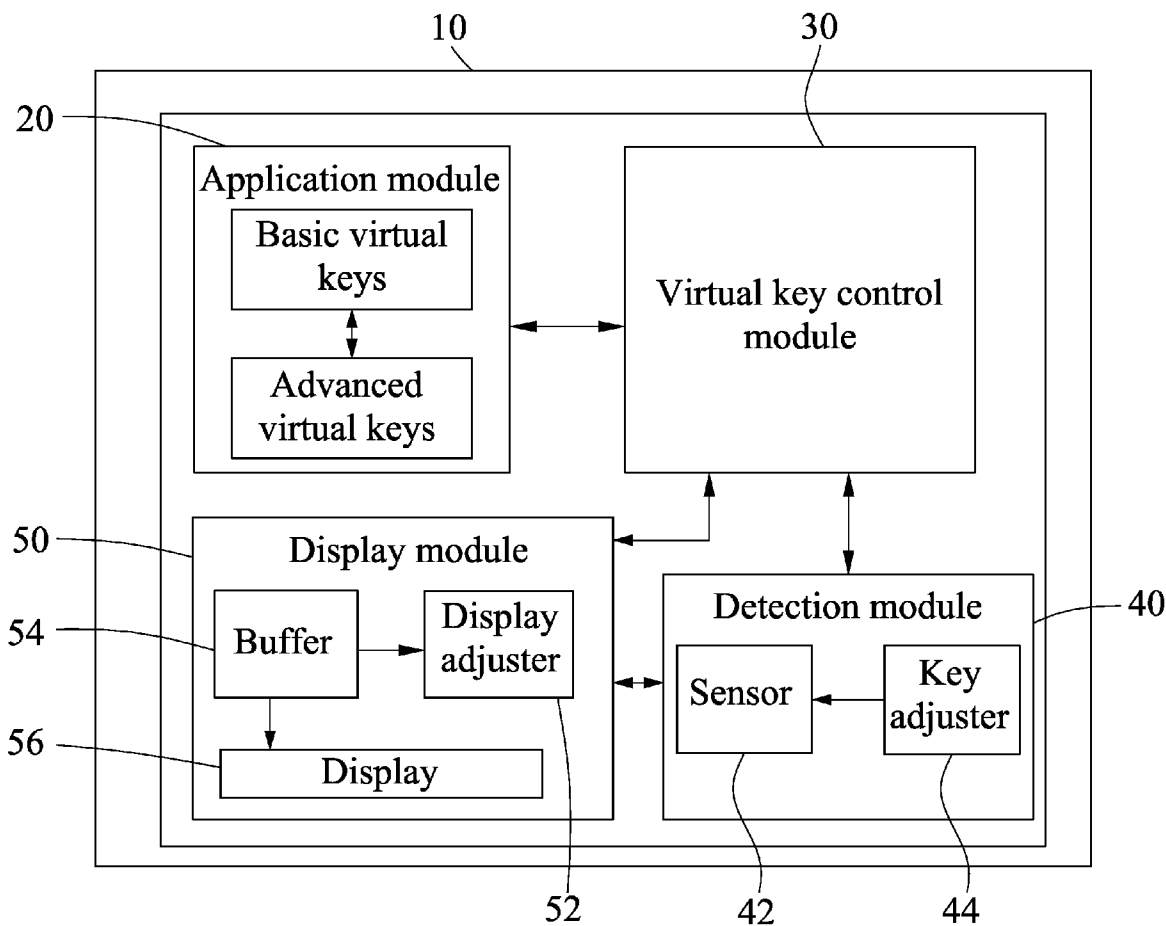 10
30
20
Application module
Basic virtual
keys
Advanced
virtual keys
Virtual key control
module
50
Display module
54
Buffer
Display
adjuster
56
Display
Detection module
40
Sensor
Key
adjuster
52
42
44